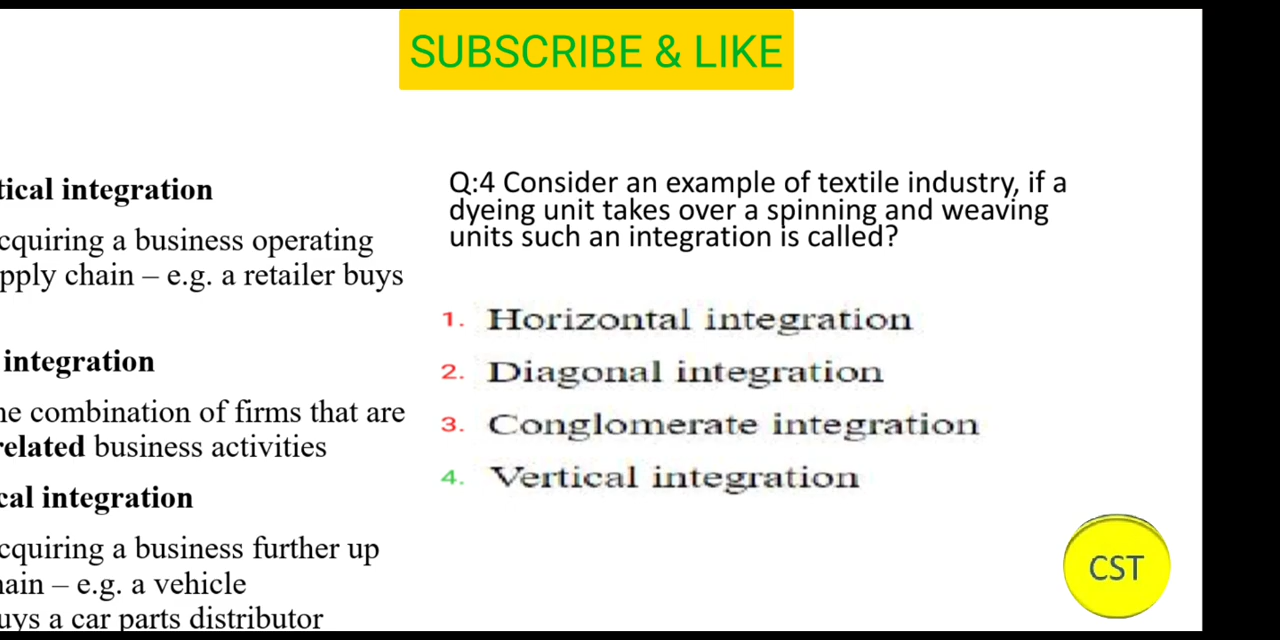 SUBSCRIBE & LIKE
tical integration
cquiring a business operating
pply chain – e.g. a retailer buys
integration
ne combination of firms that are
related business activities
cal integration
cquiring a business further up
ain – e.g. a vehicle
uys a car parts distributor
Q:4 Consider an example of textile industry, if a
dyeing unit takes over a spinning and weaving
units such an integration is called?
1. Horizontal integration
2. Diagonal integration
3. Conglomerate integration
4. Vertical integration
CST